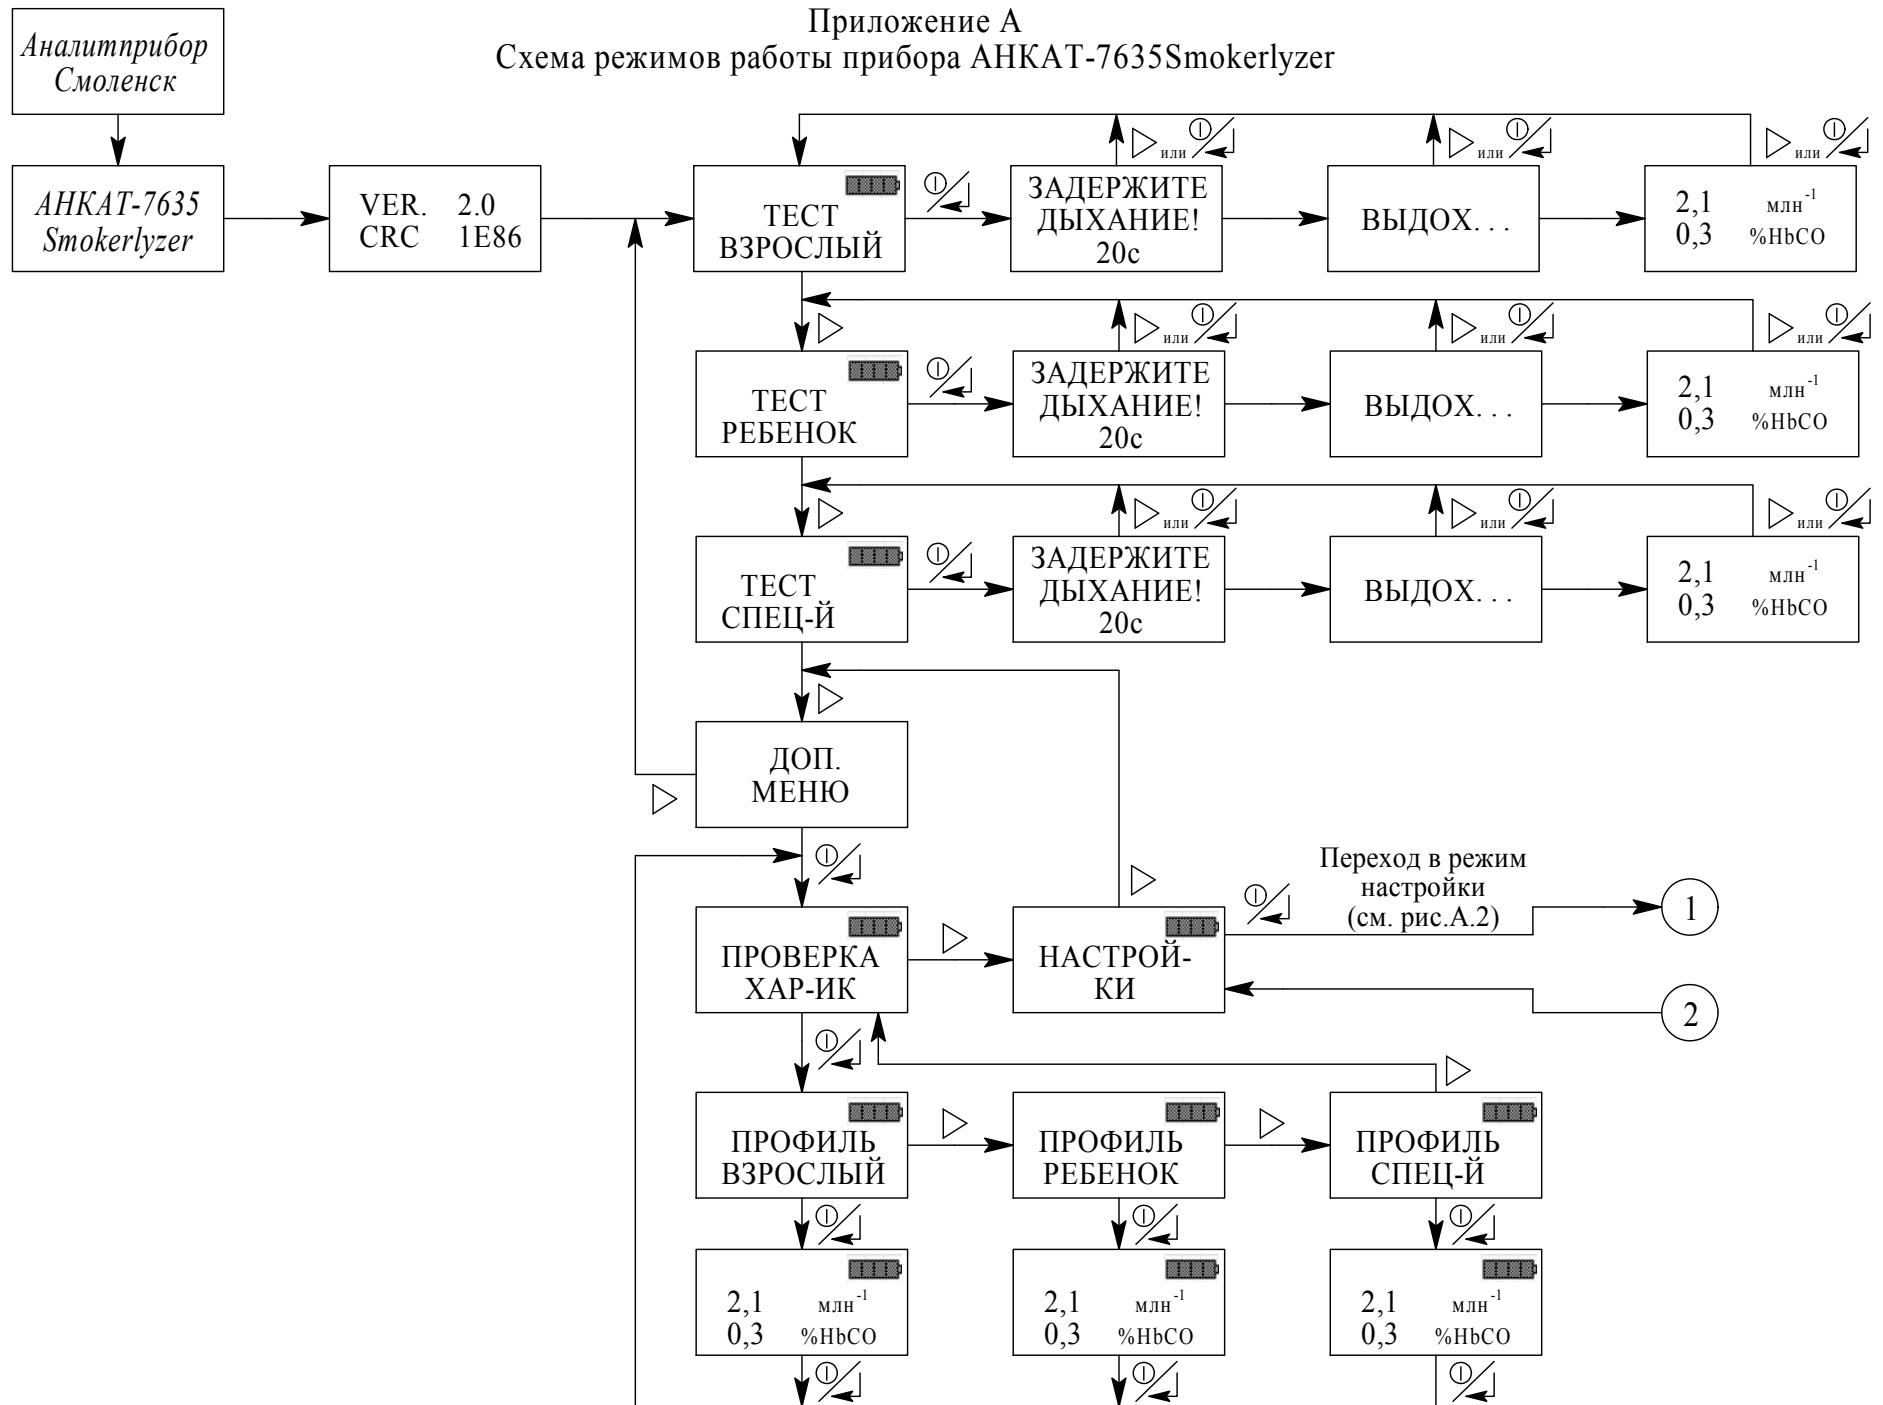 Приложение А
Схема режимов работы прибора АНКАТ-7635Smokerlyzer
Аналитприбор
Смоленск
АНКАТ-7635
Smokerlyzer
VER. 2.0
CRC 1E86
ТЕСТ
ВЗРОСЛЫЙ
ЗАДЕРЖИТЕ
ДЫХАНИЕ!
20с
или
ВЫДОХ. . .
или
2,1 млн-1
0,3 %HbCO
или
ТЕСТ
РЕБЕНОК
ЗАДЕРЖИТЕ
ДЫХАНИЕ!
20с
или
ВЫДОХ. . .
или
2,1 млн-1
0,3 %HbCO
или
ТЕСТ
СПЕЦ-Й
ЗАДЕРЖИТЕ
ДЫХАНИЕ!
20с
или
ВЫДОХ. . .
или
2,1 млн-1
0,3 %HbCO
или
ДОП.
МЕНЮ
ПРОВЕРКА
ХАР-ИК
НАСТРОЙ-
КИ
Переход в режим
настройки
(см. рис.А.2)
1
2
ПРОФИЛЬ
ВЗРОСЛЫЙ
ПРОФИЛЬ
РЕБЕНОК
ПРОФИЛЬ
СПЕЦ-Й
2,1 млн-1
0,3 %HbCO
2,1 млн-1
0,3 %HbCO
2,1 млн-1
0,3 %HbCO